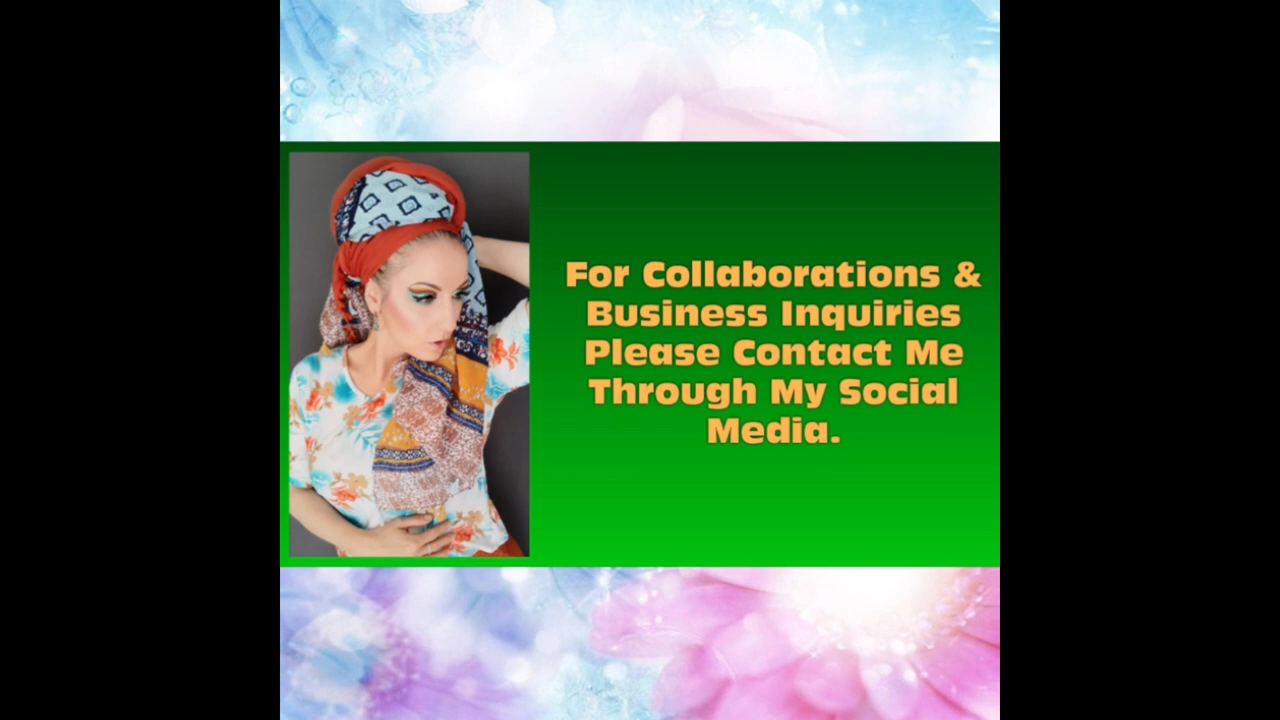 For Collaborations &
Business Inquiries
Please Contact Me
Through My Social
Media.